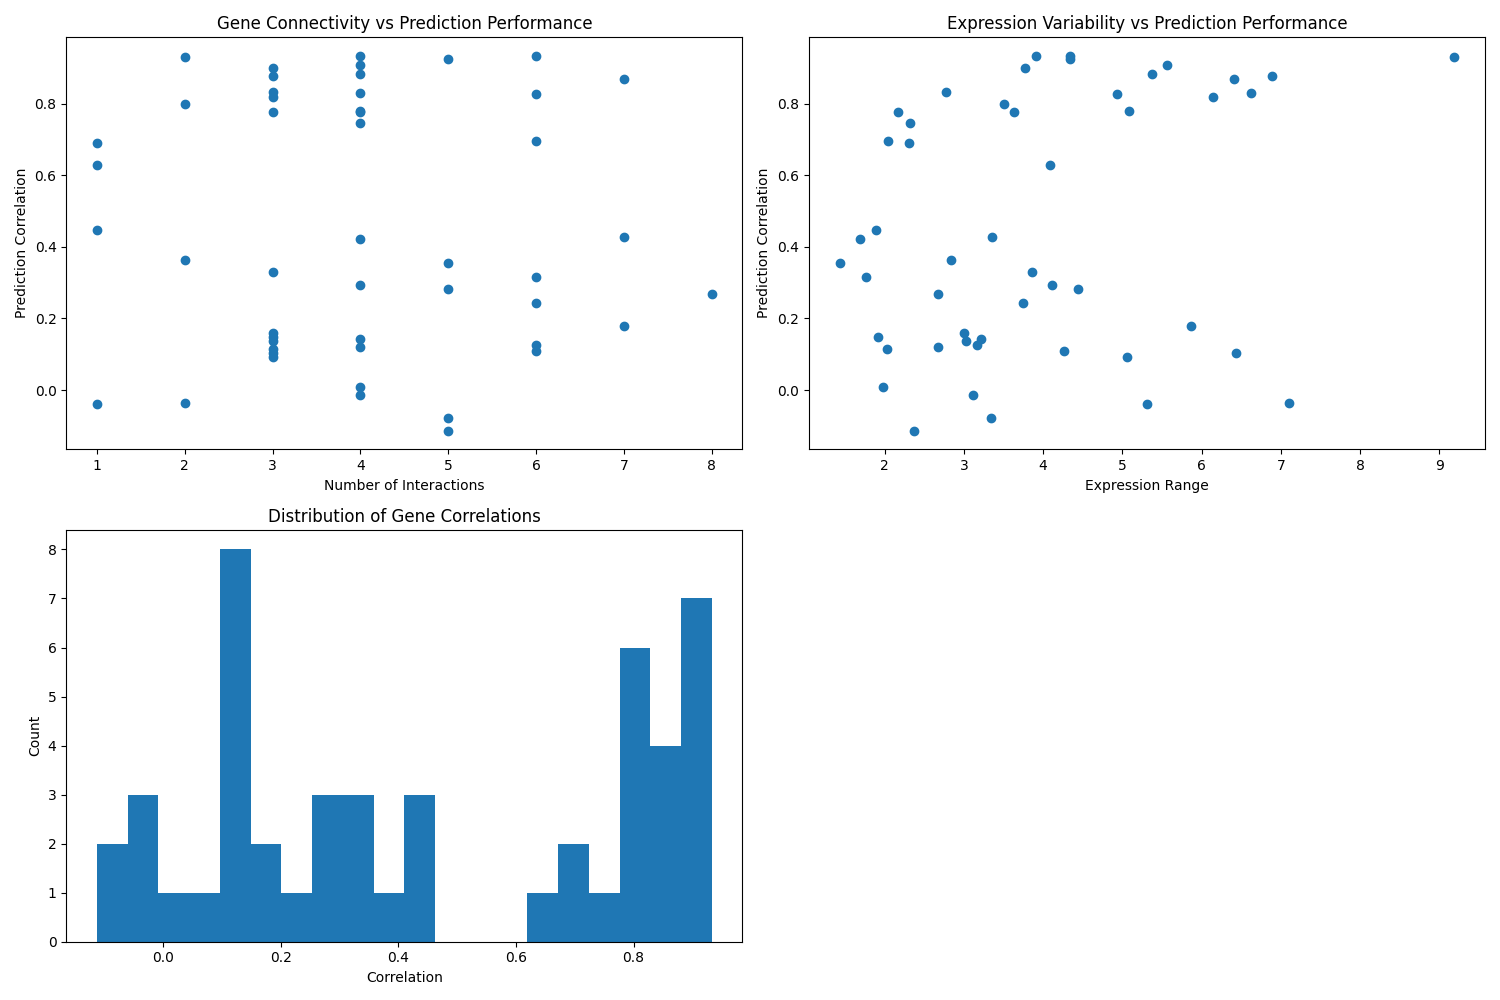 Gene Connectivity vs Prediction Performance
Prediction Correlation
0.8
0.6
0.4
0.2
0.0
1 2 3 4 5 6 7 8
Number of Interactions
Expression Variability vs Prediction Performance
Prediction Correlation
0.8
0.6
0.4
0.2
0.0
2 3 4 5 6 7 8 9
Expression Range
Distribution of Gene Correlations
Count
8
7
6
5
4
3
2
1
0
0.0 0.2 0.4 0.6 0.8
Correlation